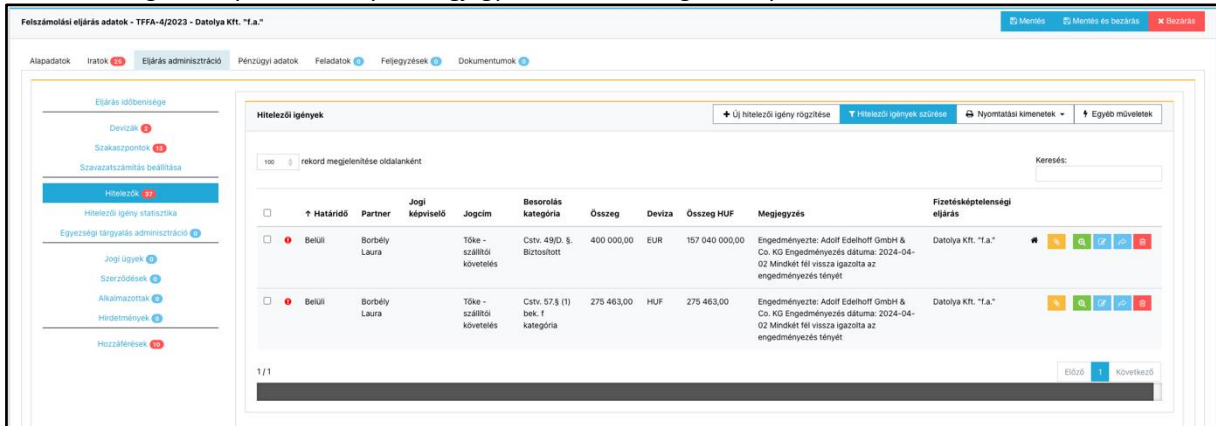 Felszámolási eljárás adatok - TFFA-4/2023 - Datolya Kft. "f.a."
Mentés Mentés és bezárás Bezárás
Alapadatok Iratok 26 Eljárás adminisztráció Pénzügyi adatok Feladatok 0 Feljegyzések 0 Dokumentumok 0
Eljárás időbenisége
Devizák 2
Szakaszpontok 13
Szavazatszámítás beállítása
Hitelezők 37
Hitelezői igény statisztika
Egyezségi tárgyalás adminisztráció 0
Jogi ügyek 0
Szerződések 0
Alkalmazottak 0
Hirdetmények 0
Hozzáférések 10
Hitelezői igények
+ Új hitelezői igény rögzítése Hitelezői igények szűrése Nyomtatási kimenetek Egyéb műveletek
100 rekord megjelenítése oldalanként
Keresés:
↑ Határidő Partner Jogi képviselő Jogcím Besorolás kategória Összeg Deviza Összeg HUF Megjegyzés Fizetésképtelenségi eljárás
Belüli Borbély Laura Tőke - szállítói követelés Cstv. 49/D. §. Biztosított 400 000,00 EUR 157 040 000,00 Engedményezte: Adolf Edelhoff GmbH & Co. KG Engedményezés dátuma: 2024-04-02 Mindkét fél vissza igazolta az engedményezés tényét Datolya Kft. "f.a."
Belüli Borbély Laura Tőke - szállítói követelés Cstv. 57.§ (1) bek. f kategória 275 463,00 HUF 275 463,00 Engedményezte: Adolf Edelhoff GmbH & Co. KG Engedményezés dátuma: 2024-04-02 Mindkét fél vissza igazolta az engedményezés tényét Datolya Kft. "f.a."
1 / 1
Előző 1 Következő